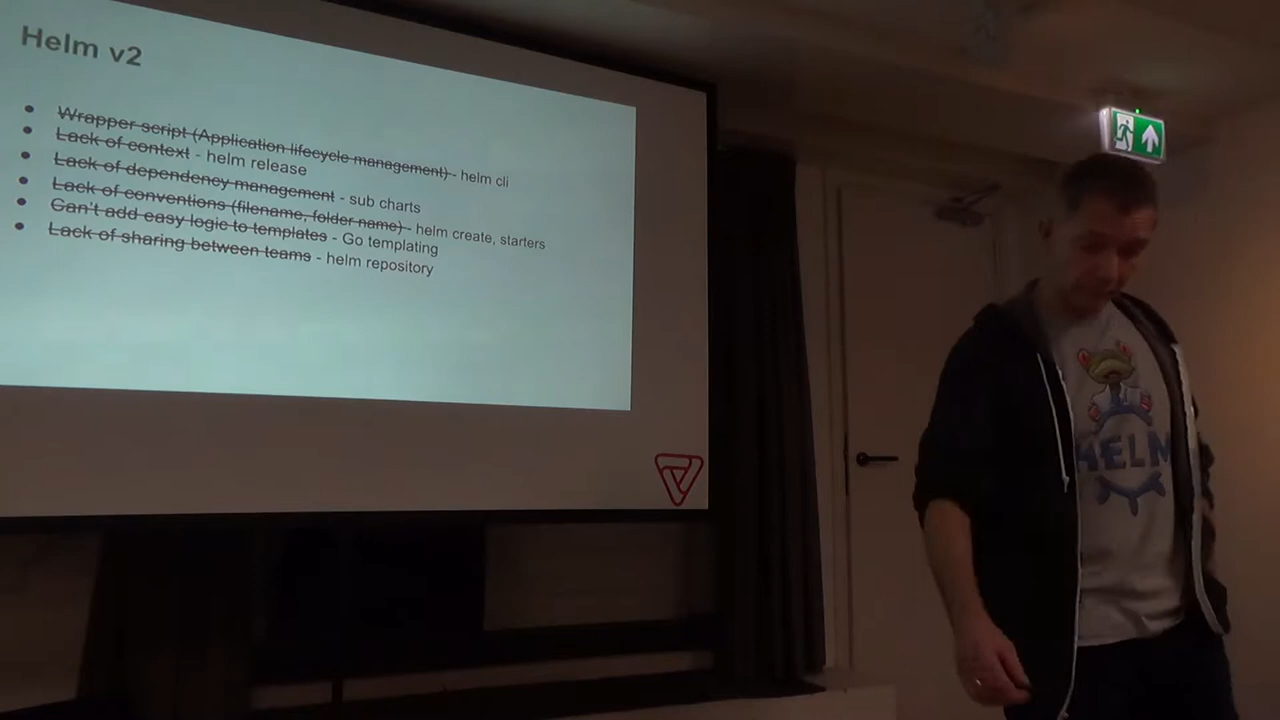 Helm v2
Wrapper script (Application lifecycle management) - helm cli
Lack of context - helm release
Lack of dependency management - sub charts
Lack of conventions (filename, folder name) - helm create, starters
Can't add easy logic to templates - Go templating
Lack of sharing between teams - helm repository
HELM